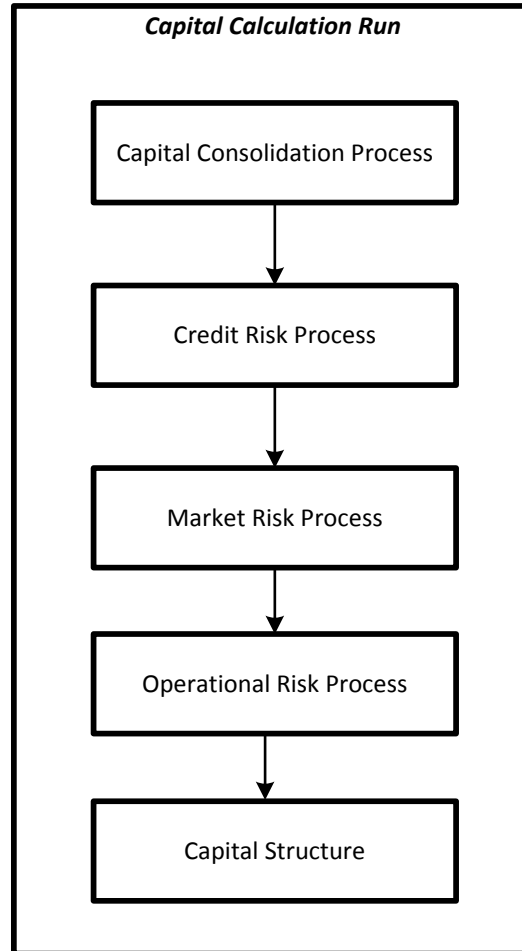 Capital Calculation Run
Capital Consolidation Process
Credit Risk Process
Market Risk Process
Operational Risk Process
Capital Structure